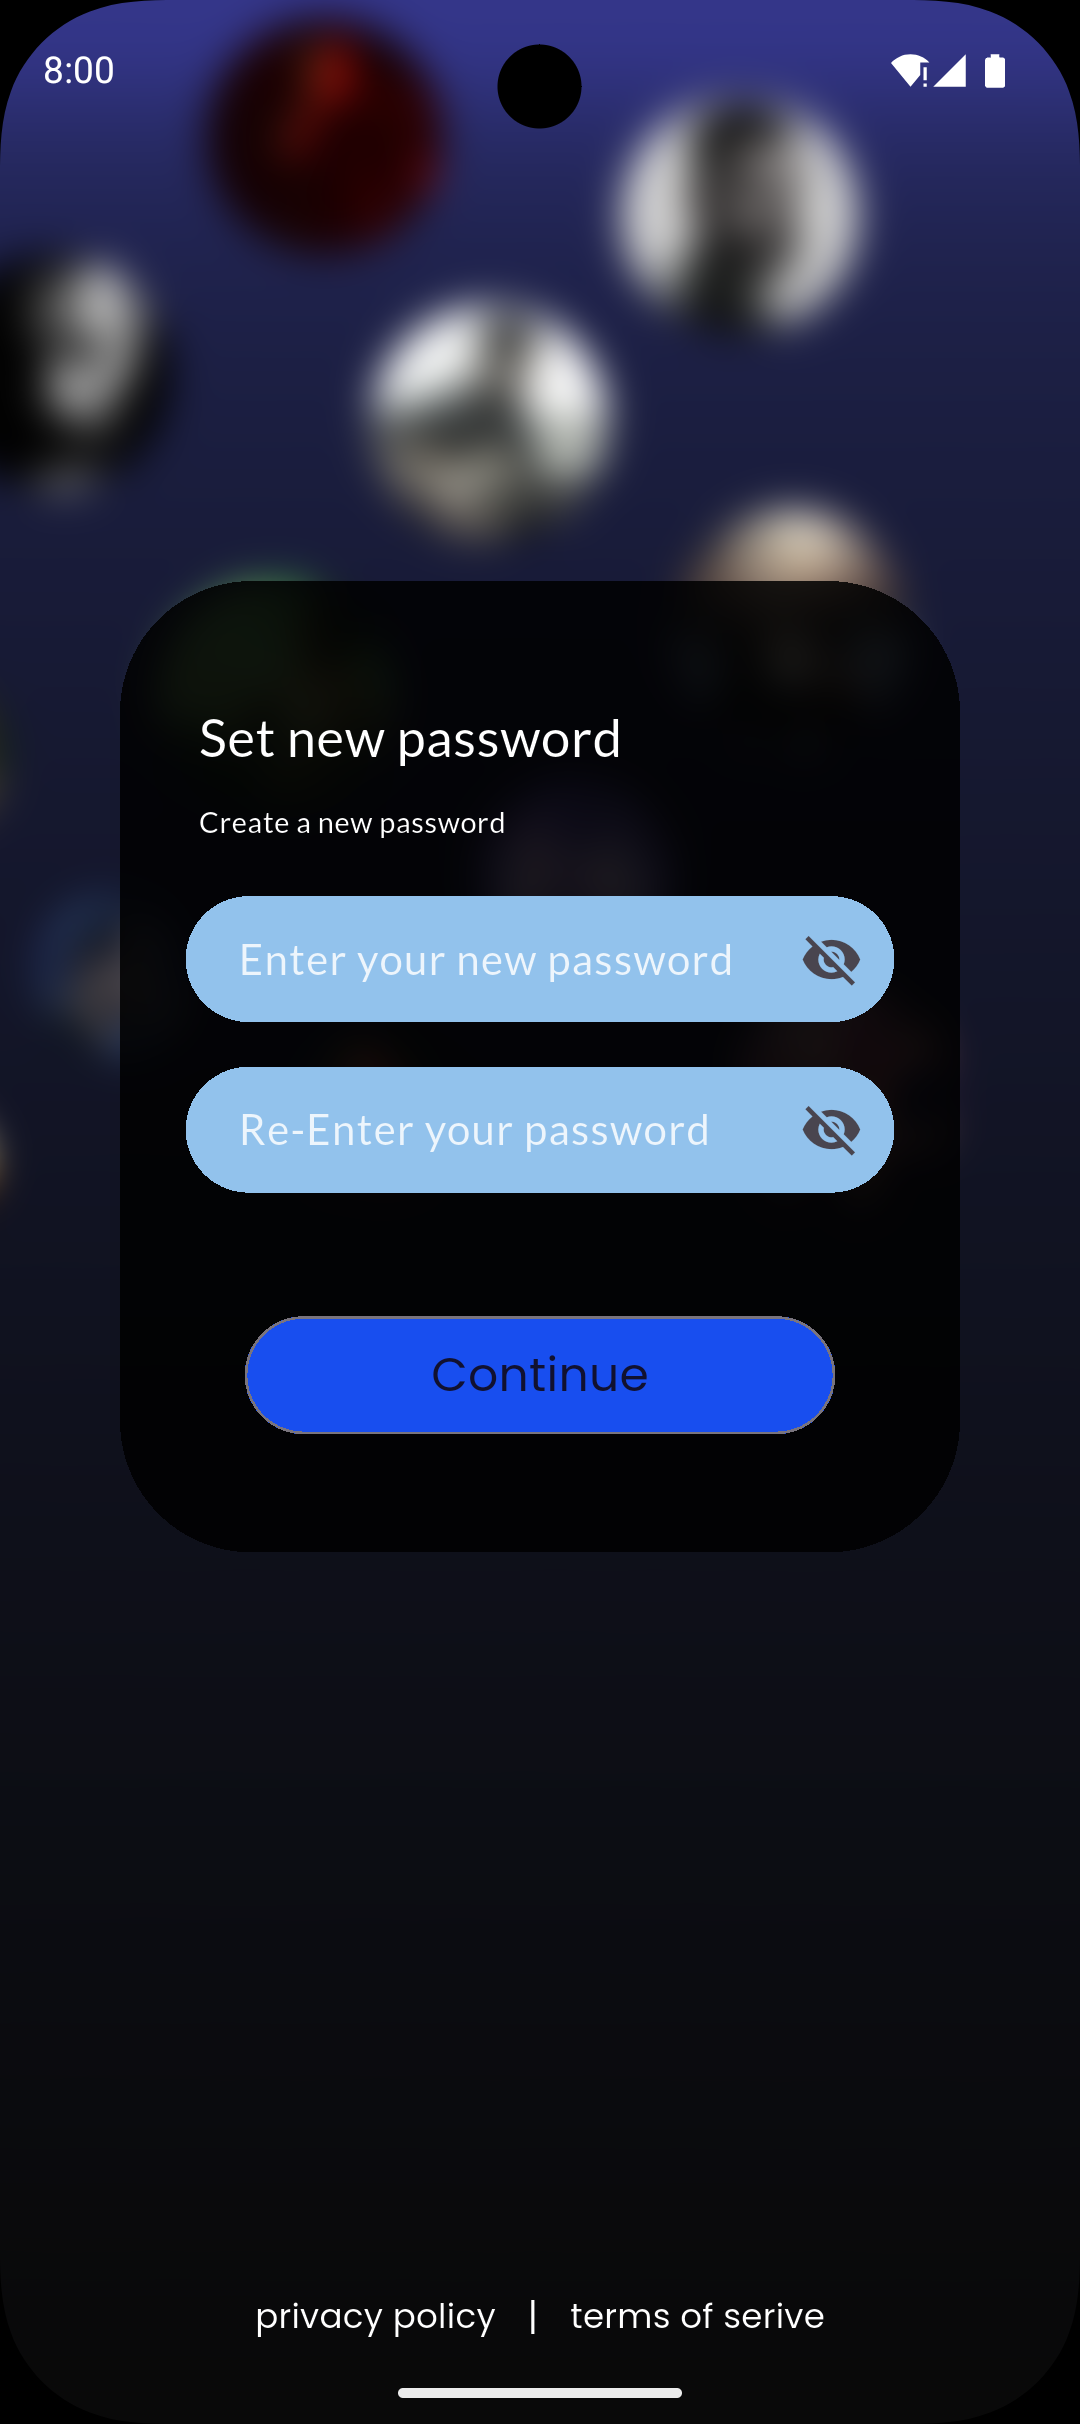 8:00
Set new password
Create a new password
Enter your new password
Re-Enter your password
Continue
privacy policy | terms of serive